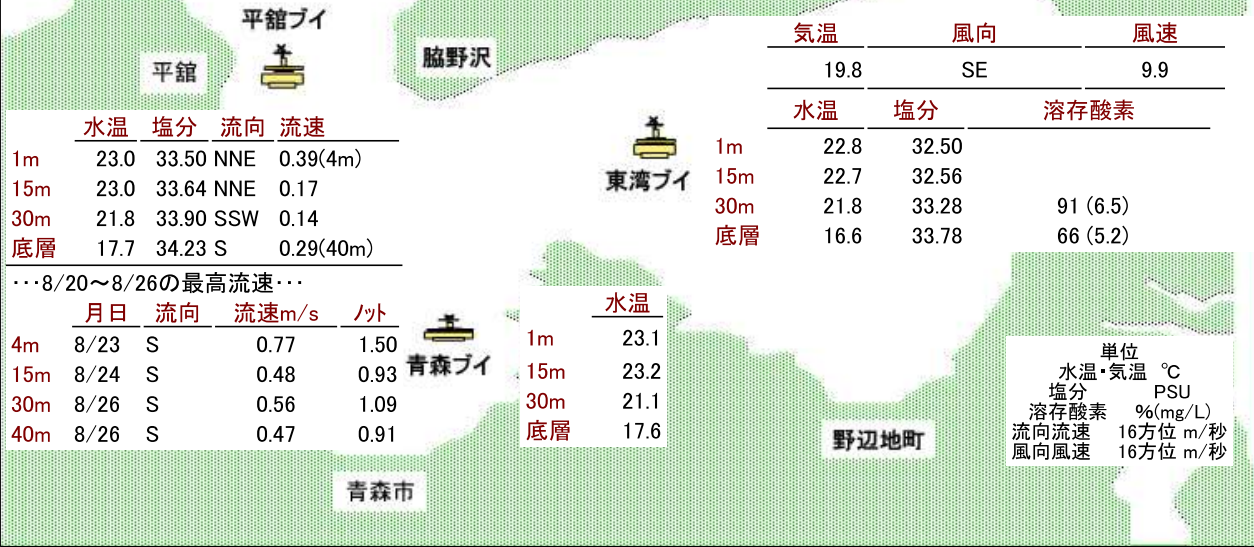 平舘ブイ
平舘
脇野沢
水温 塩分 流向 流速
1m 23.0 33.50 NNE 0.39(4m)
15m 23.0 33.64 NNE 0.17
30m 21.8 33.90 SSW 0.14
底層 17.7 34.23 S 0.29(40m)
･･･8/20～8/26の最高流速･･･
月日 流向 流速m/s ﾉｯﾄ
4m 8/23 S 0.77 1.50
15m 8/24 S 0.48 0.93
30m 8/26 S 0.56 1.09
40m 8/26 S 0.47 0.91
気温 風向 風速
19.8 SE 9.9
水温 塩分 溶存酸素
1m 22.8 32.50
15m 22.7 32.56
30m 21.8 33.28 91 (6.5)
底層 16.6 33.78 66 (5.2)
東湾ブイ
青森ブイ
水温
1m 23.1
15m 23.2
30m 21.1
底層 17.6
単位
水温･気温 ℃
塩分 PSU
溶存酸素 %(mg/L)
流向流速 16方位 m/秒
風向風速 16方位 m/秒
野辺地町
青森市